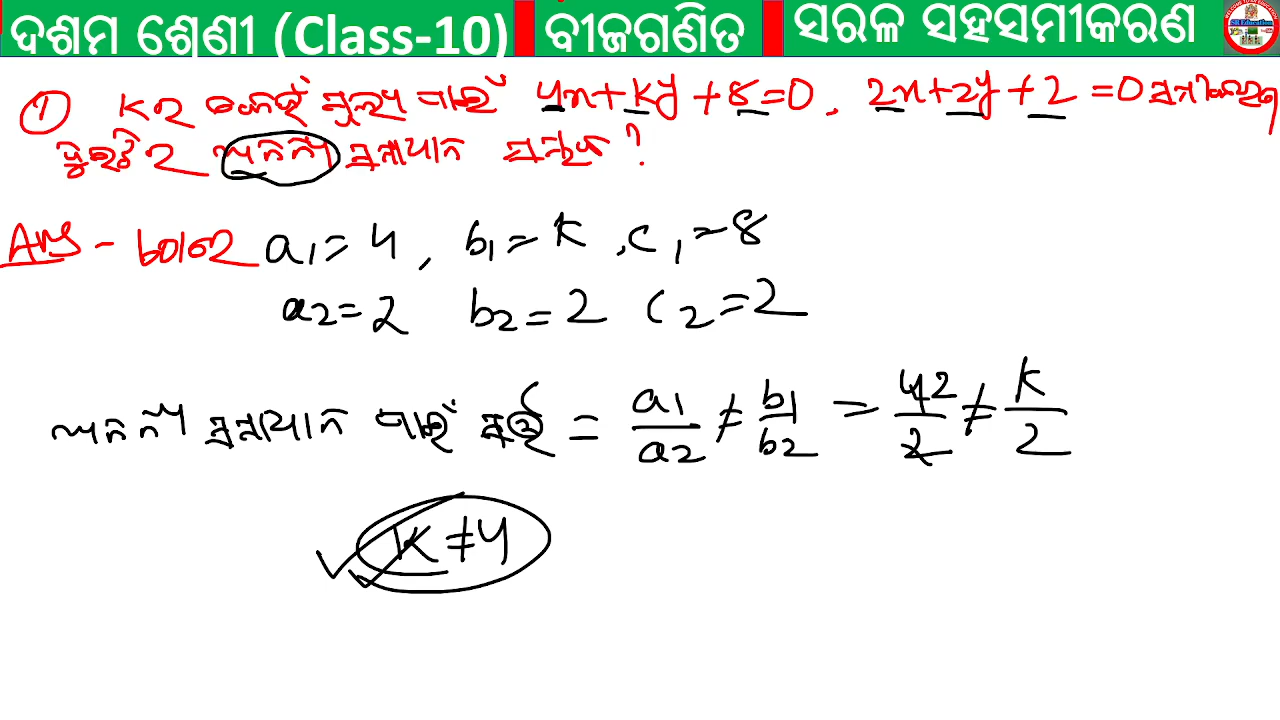 ଦଶମ ଶ୍ରେଣୀ (Class-10) ବୀଜଗଣିତ ସରଳ ସହସମୀକରଣ
① K ର କେଉଁ ମୂଲ୍ୟ ପାଇଁ 4x+ky+8=0, 2x+2y+2=0 ସମୀକରଣ
ଦୁଇଟିର ଅନନ୍ୟ ସମାଧାନ ସମ୍ଭବ?
Ans - ଏଠାରେ a1=4, b1=k, c1=8
a2=2 b2=2 c2=2
ଅନନ୍ୟ ସମାଧାନ ପାଇଁ ସର୍ତ୍ତ = a1/a2 ≠ b1/b2 = 4 2/2 ≠ k/2
k≠4